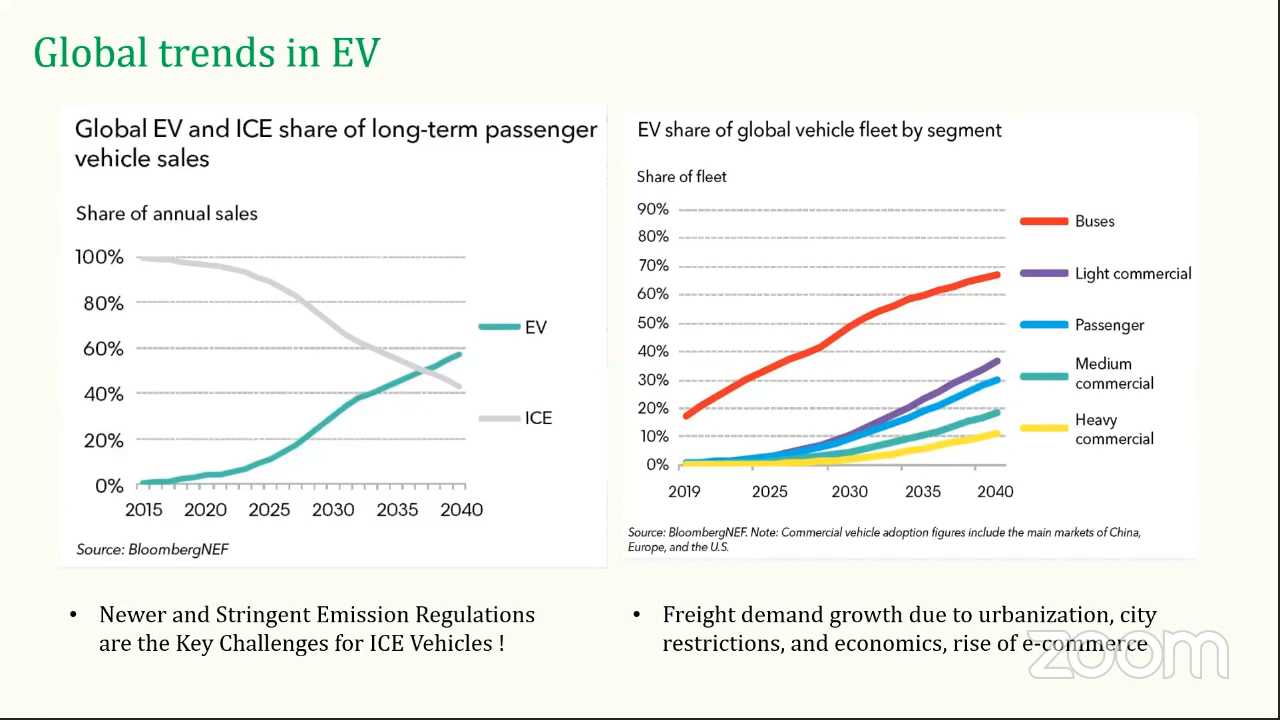 Global trends in EV
Global EV and ICE share of long-term passenger
vehicle sales
Share of annual sales
100%
80%
60%
40%
20%
0%
2015 2020 2025 2030 2035 2040
EV
ICE
Source: BloombergNEF
EV share of global vehicle fleet by segment
Share of fleet
90%
80%
70%
60%
50%
40%
30%
20%
10%
0%
2019 2025 2030 2035 2040
Buses
Light commercial
Passenger
Medium
commercial
Heavy
commercial
Source: BloombergNEF. Note: Commercial vehicle adoption figures include the main markets of China,
Europe, and the U.S.
• Newer and Stringent Emission Regulations
are the Key Challenges for ICE Vehicles !
• Freight demand growth due to urbanization, city
restrictions, and economics, rise of e-commerce
zoom